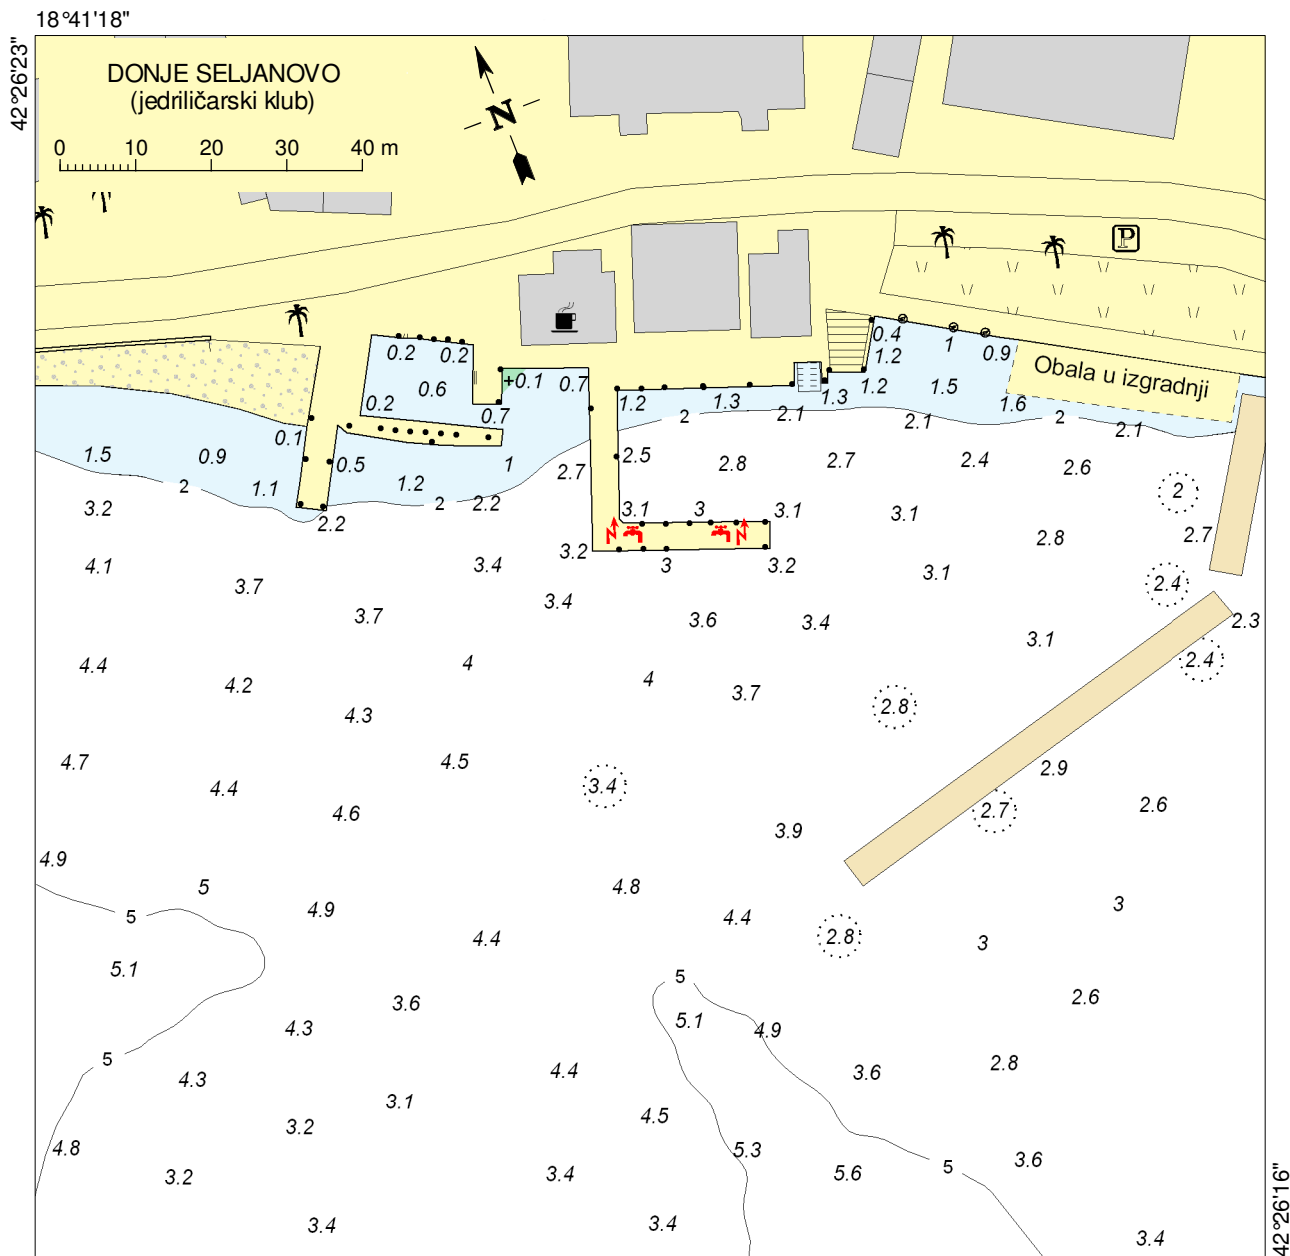 18°41'18"
42°26'23"
DONJE SELJANOVO
(jedriličarski klub)
N
0 10 20 30 40 m
P
0.4 1 0.9
0.2 0.2 1.2
Obala u izgradnji
0.6 +0.1 0.7 1.2 1.5
0.2 0.7 1.2 2 1.3 2.1 1.3 2.1 1.6 2 2.1
0.1
1.5 0.9 0.5 1 2.7 2.5 2.8 2.7 2.4 2.6
2 1.1 1.2 2
3.2 2.2 2 2.2 3.1 3 3.1 3.1 2.8 2.7
4.1 3.4 3.2 3 3.2 3.1
3.7 3.4 2.4
3.7 3.6 3.4 3.1 2.3
4.4 4 2.4
4.2 4 3.7
4.3 2.8
4.7 4.5 2.9
4.4 3.4
4.6 3.9 2.7 2.6
4.9
5 4.8 3
4.9 4.4
5 4.4 2.8 3
5.1 5
3.6 2.6
4.3 5.1 4.9
5 4.3 4.4 3.6 2.8
3.1 4.5
4.8 3.2 5.3 3.6
3.2 3.4 5.6 5
3.4 3.4 3.4
42°26'16"